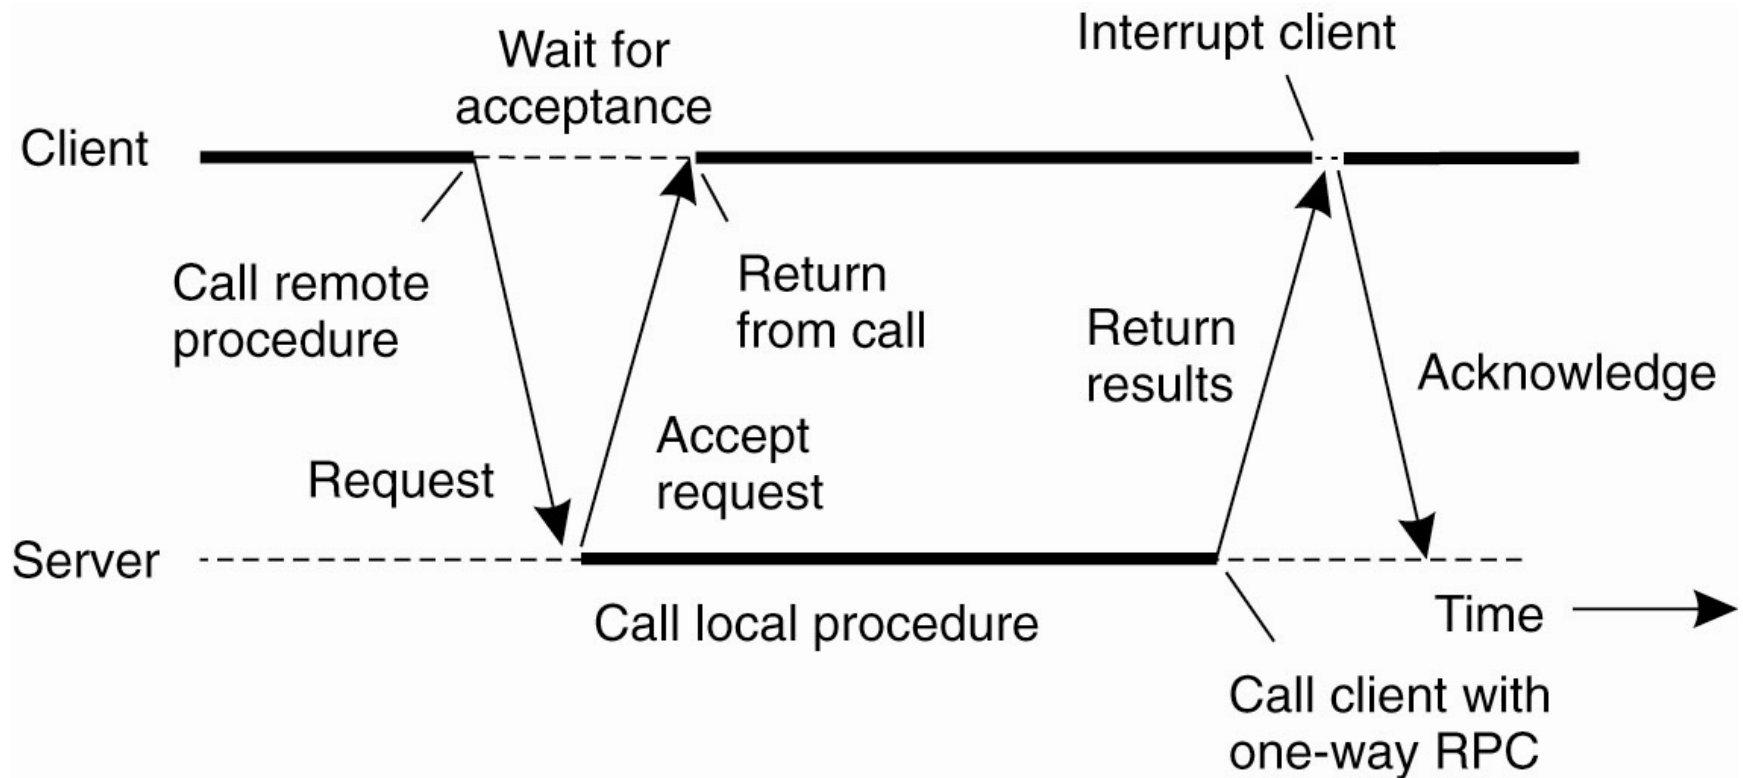 Interrupt client
Wait for
acceptance
Client
Call remote
procedure
Return
from call
Return
results
Acknowledge
Accept
request
Request
Server
Call local procedure
Time
Call client with
one-way RPC